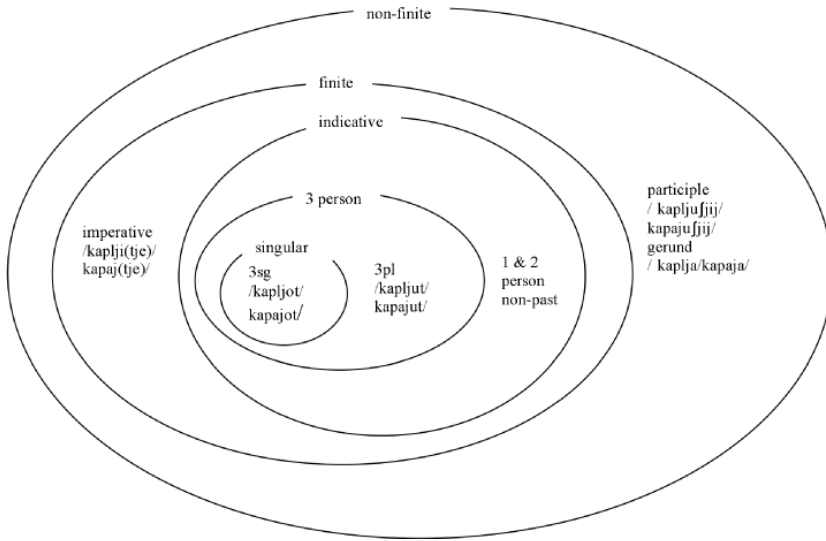 non-finite
finite
indicative
3 person
singular
imperative
/kaplji(tje)/
kapaj(tje)/
3sg
/kapljot/
kapajot/
3pl
/kapljut/
kapajut/
1 & 2
person
non-past
participle
/ kapljuʃjij/
kapajuʃjij/
gerund
/ kaplja/kapaja/